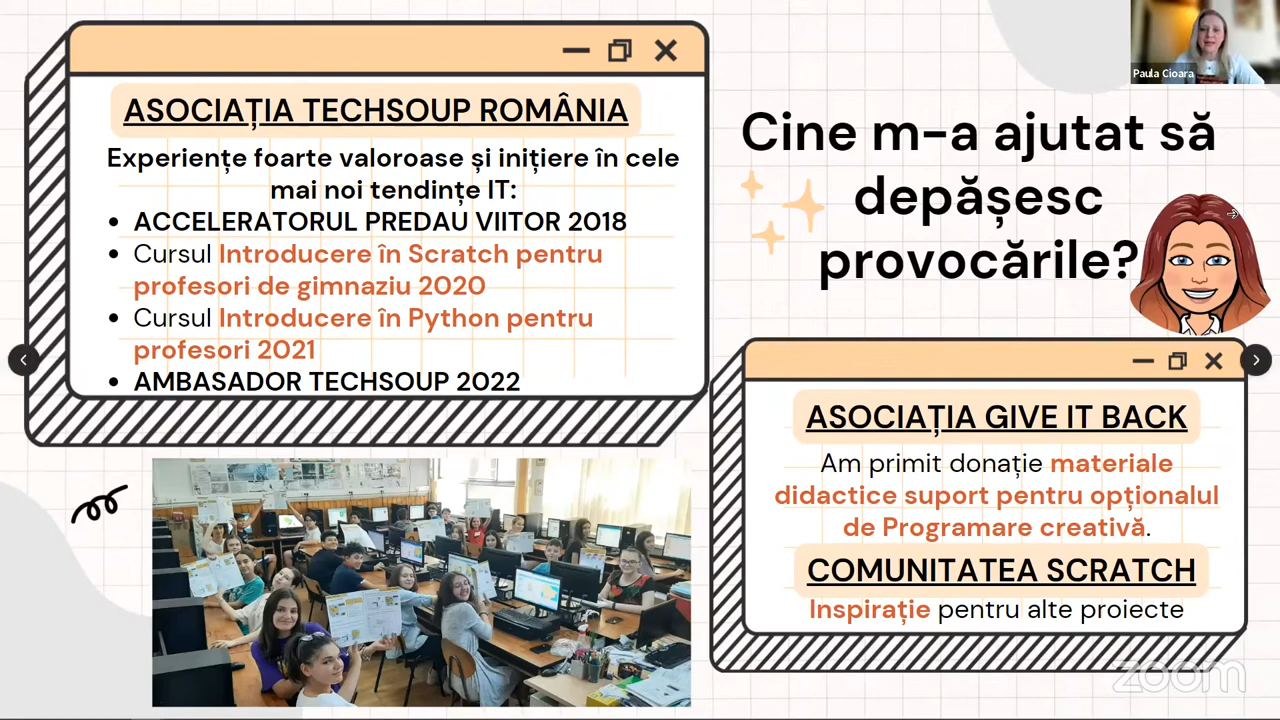 ASOCIAȚIA TECHSOUP ROMÂNIA
Experiențe foarte valoroase și inițiere în cele
mai noi tendințe IT:
• ACCELERATORUL PREDAU VIITOR 2018
• Cursul Introducere în Scratch pentru
profesori de gimnaziu 2020
• Cursul Introducere în Python pentru
profesori 2021
• AMBASADOR TECHSOUP 2022
Paula Cioara
Cine m-a ajutat să
depășesc
provocările?
ASOCIAȚIA GIVE IT BACK
Am primit donație materiale
didactice suport pentru opționalul
de Programare creativă.
COMUNITATEA SCRATCH
Inspirație pentru alte proiecte
zoom